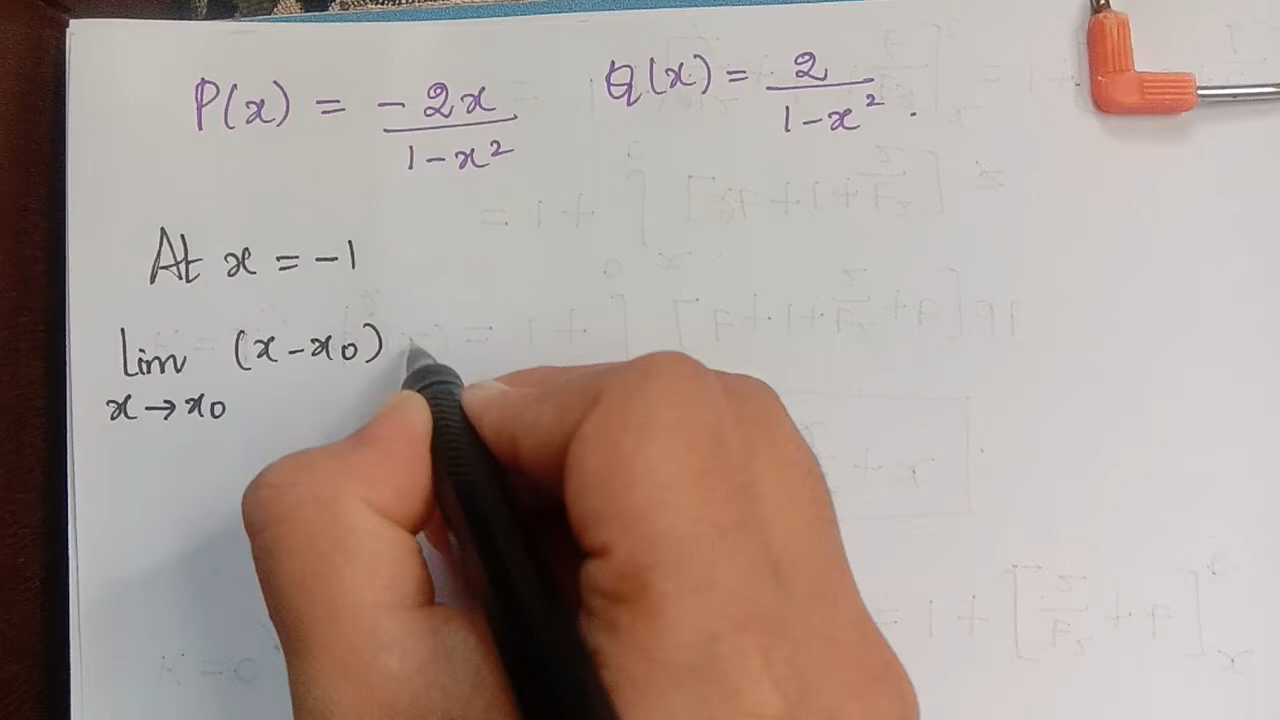 P(x) = -2x / 1-x² Q(x) = 2 / 1-x².
At x = -1
Lim (x-x₀)
x→x₀